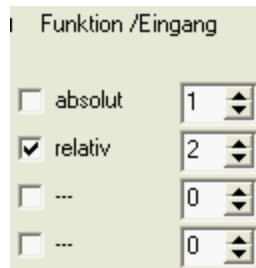 Funktion /Eingang
absolut 1
relativ 2
--- 0
--- 0